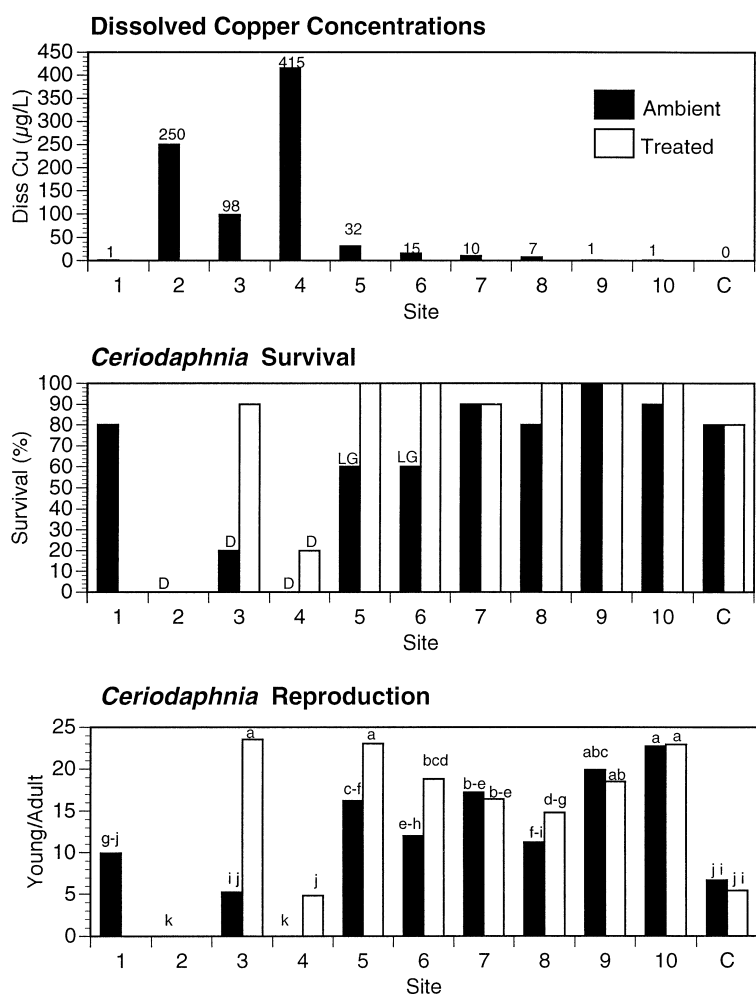 Dissolved Copper Concentrations
450
400
350
300
250
200
150
100
50
0
Diss Cu (µg/L)
1
250
98
415
32
15
10
7
1
1
0
Ambient
Treated
1 2 3 4 5 6 7 8 9 10 C
Site
Ceriodaphnia Survival
100
90
80
70
60
50
40
30
20
10
0
Survival (%)
D
D
D
D
LG
LG
1 2 3 4 5 6 7 8 9 10 C
Site
Ceriodaphnia Reproduction
25
20
15
10
5
0
Young/Adult
g-j
k
i j
a
k
j
c-f
a
e-h
bcd
b-e
b-e
f-i
d-g
abc
ab
a
a
j i
j i
1 2 3 4 5 6 7 8 9 10 C
Site